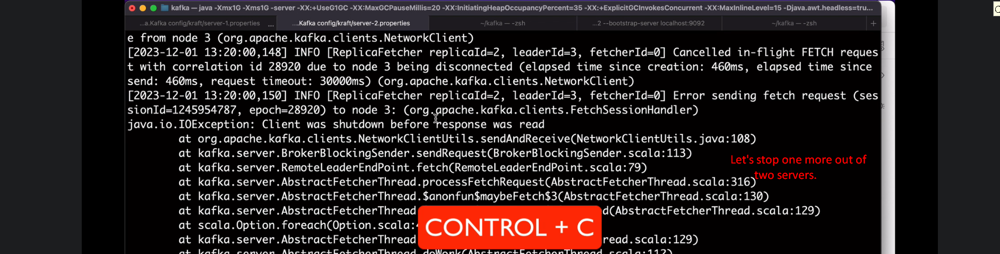 kafka — java -Xmx1G -Xms1G -server -XX:+UseG1GC -XX:MaxGCPauseMillis=20 -XX:InitiatingHeapOccupancyPercent=35 -XX:+ExplicitGCInvokesConcurrent -XX:MaxInlineLevel=15 -Djava.awt.headless=tru...
...a.Kafka config/kraft/server-1.properties ... ....Kafka config/kraft/server-2.properties ~/kafka — -zsh ...2 --bootstrap-server localhost:9092 ~/kafka — -zsh +
e from node 3 (org.apache.kafka.clients.NetworkClient)
[2023-12-01 13:20:00,148] INFO [ReplicaFetcher replicaId=2, leaderId=3, fetcherId=0] Cancelled in-flight FETCH reques
t with correlation id 28920 due to node 3 being disconnected (elapsed time since creation: 460ms, elapsed time since
send: 460ms, request timeout: 30000ms) (org.apache.kafka.clients.NetworkClient)
[2023-12-01 13:20:00,150] INFO [ReplicaFetcher replicaId=2, leaderId=3, fetcherId=0] Error sending fetch request (ses
sionId=1245954787, epoch=28920) to node 3: (org.apache.kafka.clients.FetchSessionHandler)
java.io.IOException: Client was shutdown before response was read
at org.apache.kafka.clients.NetworkClientUtils.sendAndReceive(NetworkClientUtils.java:108)
at kafka.server.BrokerBlockingSender.sendRequest(BrokerBlockingSender.scala:113)
at kafka.server.RemoteLeaderEndPoint.fetch(RemoteLeaderEndPoint.scala:79)
Let's stop one more out of
two servers.
at kafka.server.AbstractFetcherThread.processFetchRequest(AbstractFetcherThread.scala:316)
at kafka.server.AbstractFetcherThread.$anonfun$maybeFetch$3(AbstractFetcherThread.scala:130)
at kafka.server.AbstractFetcherThread. d(AbstractFetcherThread.scala:129)
at scala.Option.foreach(Option.scala:
CONTROL + C
at kafka.server.AbstractFetcherThread. read.scala:129)
at kafka.server.AbstractFetcherThread.doWork(AbstractFetcherThread.scala:112)